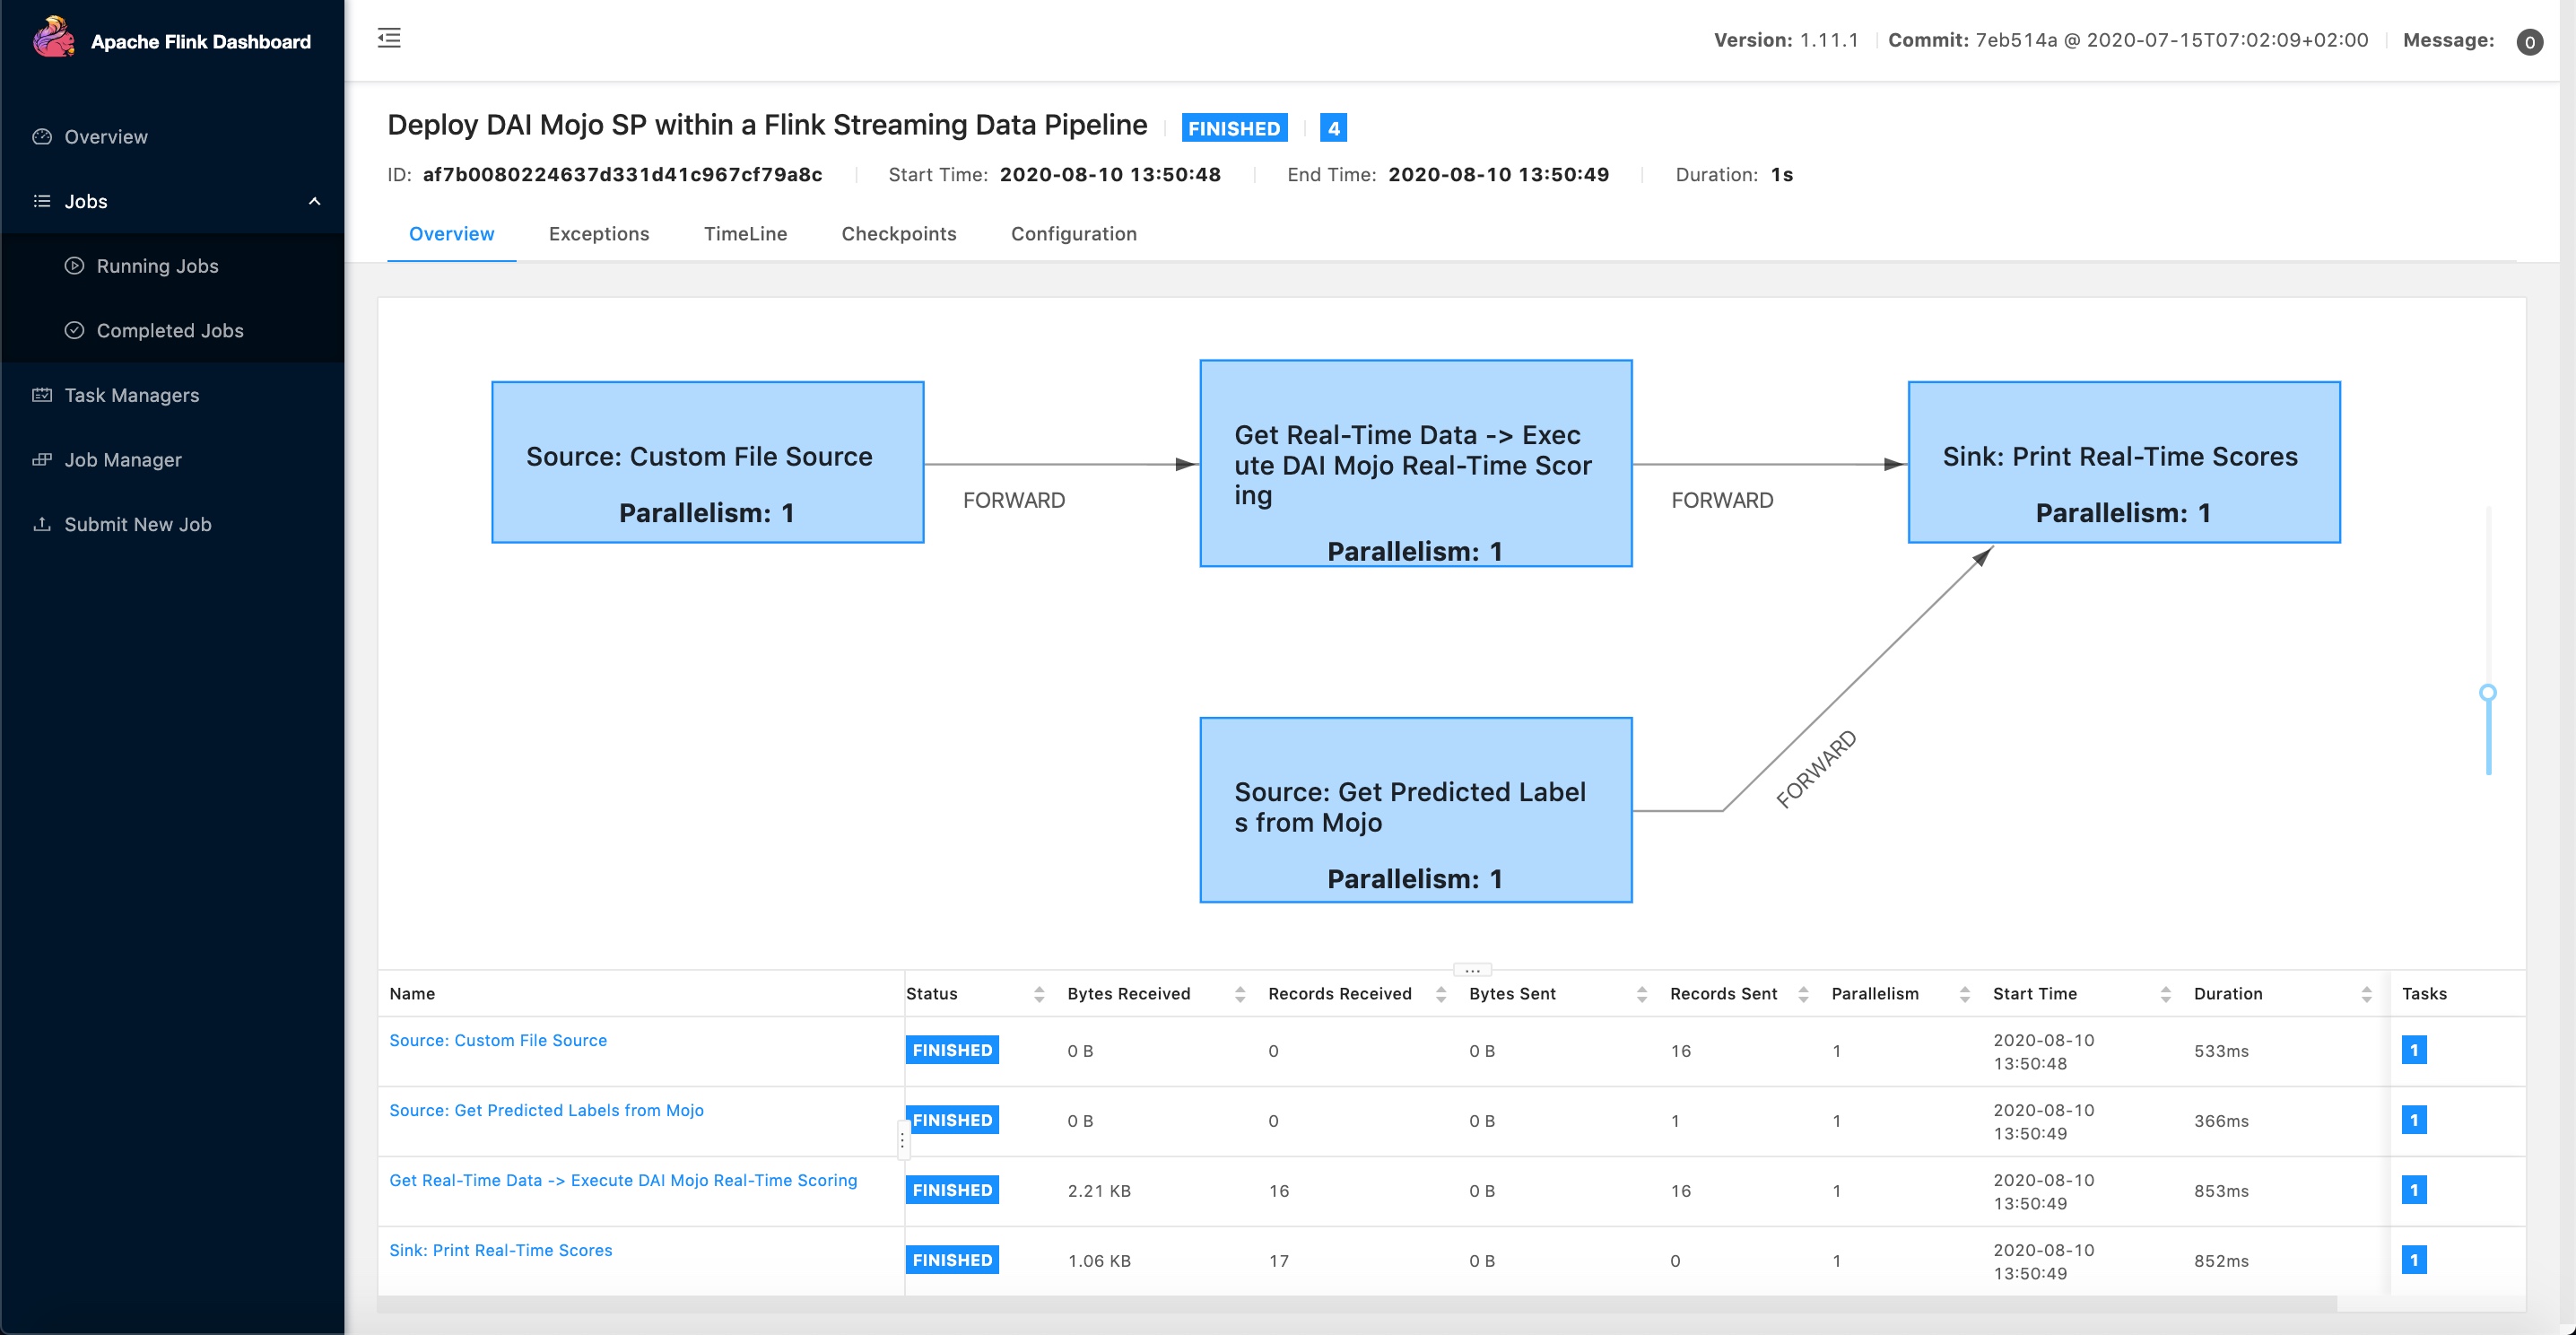 Apache Flink Dashboard
Version: 1.11.1 Commit: 7eb514a @ 2020-07-15T07:02:09+02:00 Message: 0
Overview
Jobs
Running Jobs
Completed Jobs
Task Managers
Job Manager
Submit New Job
Deploy DAI Mojo SP within a Flink Streaming Data Pipeline FINISHED 4
ID: af7b0080224637d331d41c967cf79a8c Start Time: 2020-08-10 13:50:48 End Time: 2020-08-10 13:50:49 Duration: 1s
Overview Exceptions TimeLine Checkpoints Configuration
Source: Custom File Source
Parallelism: 1
FORWARD
Get Real-Time Data -> Exec
ute DAI Mojo Real-Time Scor
ing
Parallelism: 1
FORWARD
Sink: Print Real-Time Scores
Parallelism: 1
Source: Get Predicted Label
s from Mojo
Parallelism: 1
FORWARD
Name Status Bytes Received Records Received Bytes Sent Records Sent Parallelism Start Time Duration Tasks
Source: Custom File Source FINISHED 0 B 0 0 B 16 1 2020-08-10 533ms 1
13:50:48
Source: Get Predicted Labels from Mojo FINISHED 0 B 0 0 B 1 1 2020-08-10 366ms 1
13:50:49
Get Real-Time Data -> Execute DAI Mojo Real-Time Scoring FINISHED 2.21 KB 16 0 B 16 1 2020-08-10 853ms 1
13:50:49
Sink: Print Real-Time Scores FINISHED 1.06 KB 17 0 B 0 1 2020-08-10 852ms 1
13:50:49